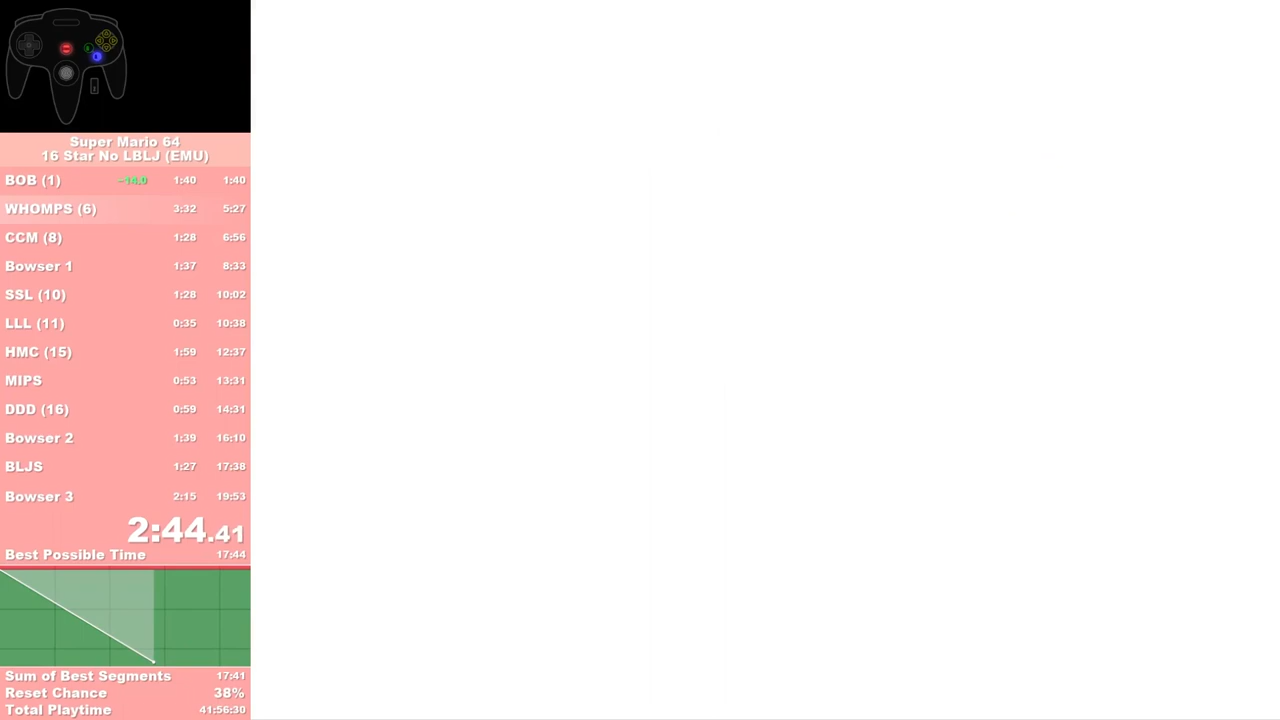 Super Mario 64
16 Star No LBLJ (EMU)
BOB (1) −14.0 1:40 1:40
WHOMPS (6) 3:32 5:27
CCM (8) 1:28 6:56
Bowser 1 1:37 8:33
SSL (10) 1:28 10:02
LLL (11) 0:35 10:38
HMC (15) 1:59 12:37
MIPS 0:53 13:31
DDD (16) 0:59 14:31
Bowser 2 1:39 16:10
BLJS 1:27 17:38
Bowser 3 2:15 19:53
2:44.41
Best Possible Time 17:44
Sum of Best Segments 17:41
Reset Chance 38%
Total Playtime 41:56:30